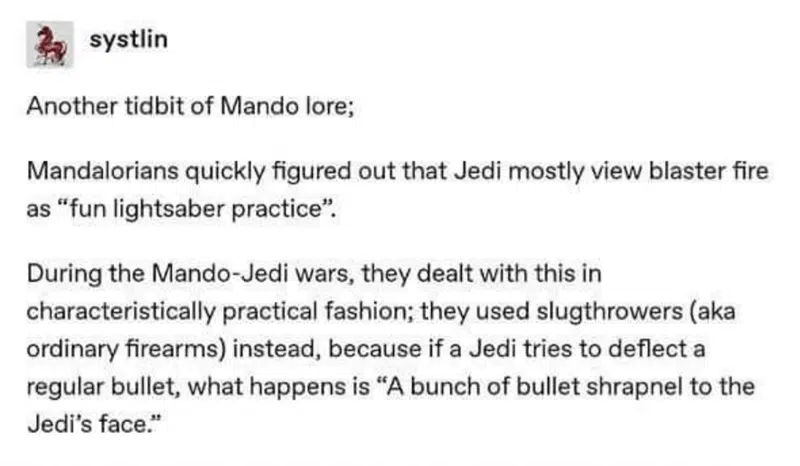 systlin
Another tidbit of Mando lore;
Mandalorians quickly figured out that Jedi mostly view blaster fire
as “fun lightsaber practice”.
During the Mando-Jedi wars, they dealt with this in
characteristically practical fashion; they used slugthrowers (aka
ordinary firearms) instead, because if a Jedi tries to deflect a
regular bullet, what happens is “A bunch of bullet shrapnel to the
Jedi’s face.”